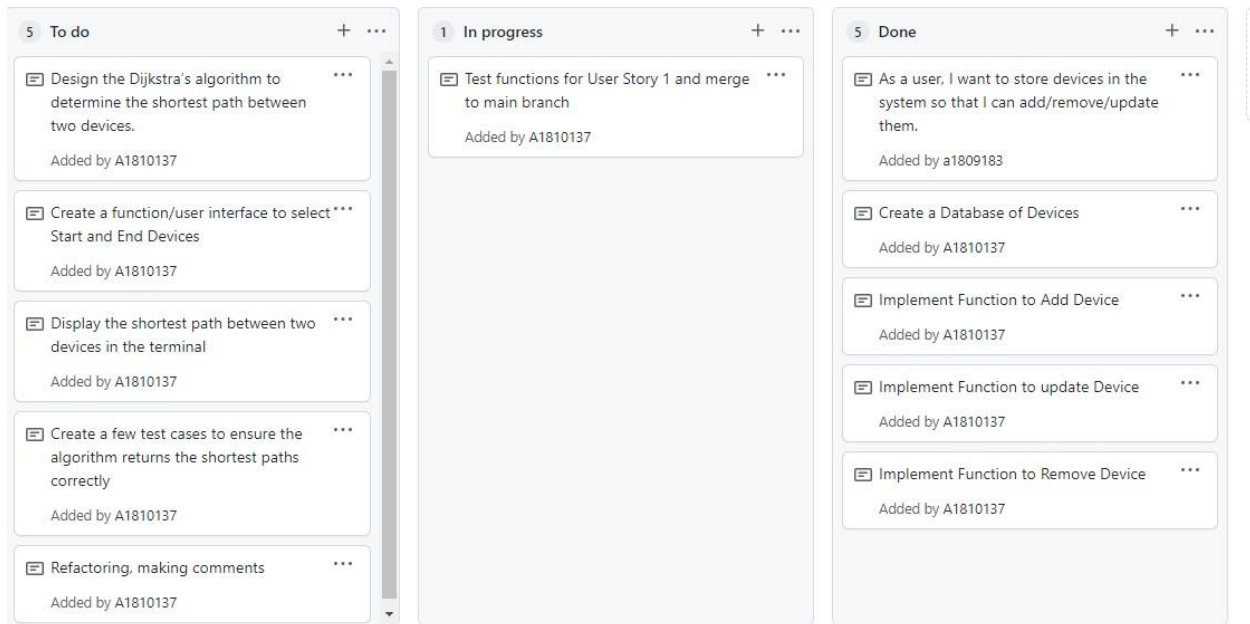 5 To do
Design the Dijkstra’s algorithm to
determine the shortest path between
two devices.
Added by A1810137
Create a function/user interface to select
Start and End Devices
Added by A1810137
Display the shortest path between two
devices in the terminal
Added by A1810137
Create a few test cases to ensure the
algorithm returns the shortest paths
correctly
Added by A1810137
Refactoring, making comments
Added by A1810137
1 In progress
Test functions for User Story 1 and merge
to main branch
Added by A1810137
5 Done
As a user, I want to store devices in the
system so that I can add/remove/update
them.
Added by a1809183
Create a Database of Devices
Added by A1810137
Implement Function to Add Device
Added by A1810137
Implement Function to update Device
Added by A1810137
Implement Function to Remove Device
Added by A1810137